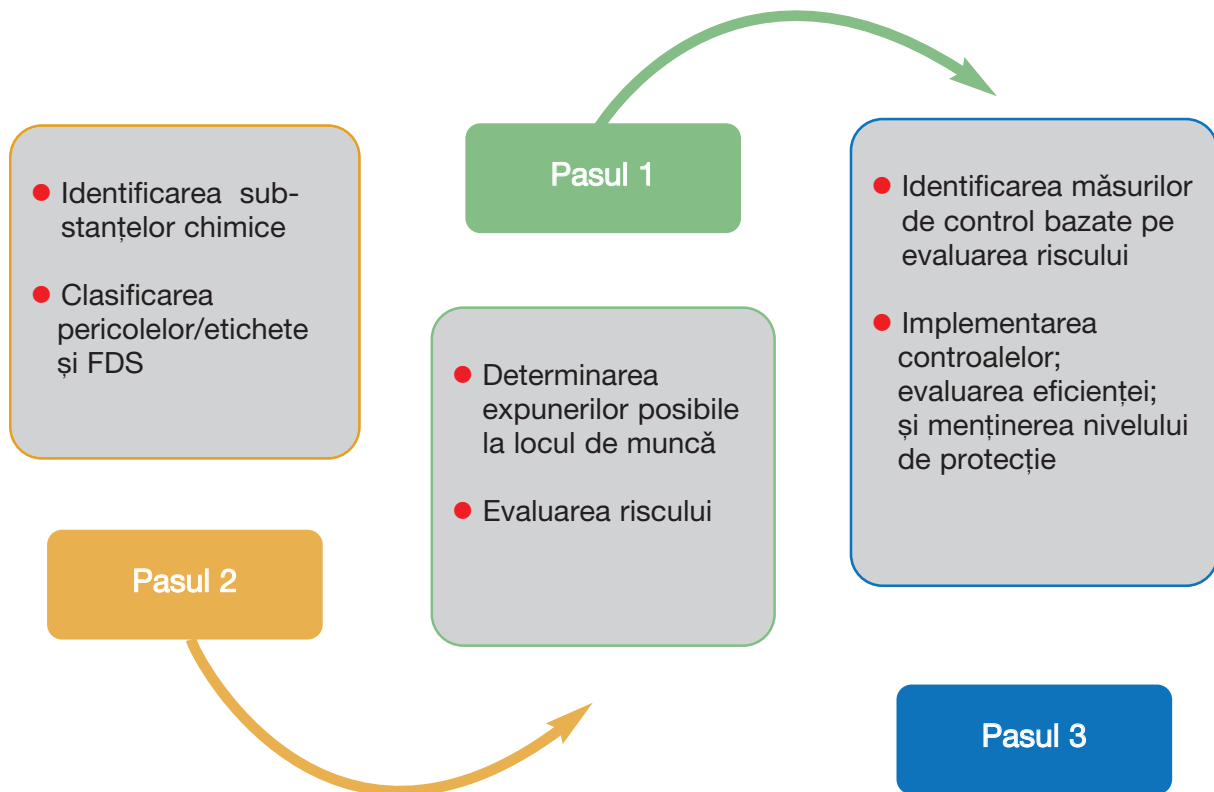 Identificarea sub-
stanțelor chimice
Clasificarea
pericolelor/etichete
și FDS
Pasul 2
Pasul 1
Determinarea
expunerilor posibile
la locul de muncă
Evaluarea riscului
Identificarea măsurilor
de control bazate pe
evaluarea riscului
Implementarea
controalelor;
evaluarea eficienței;
și menținerea nivelului
de protecție
Pasul 3